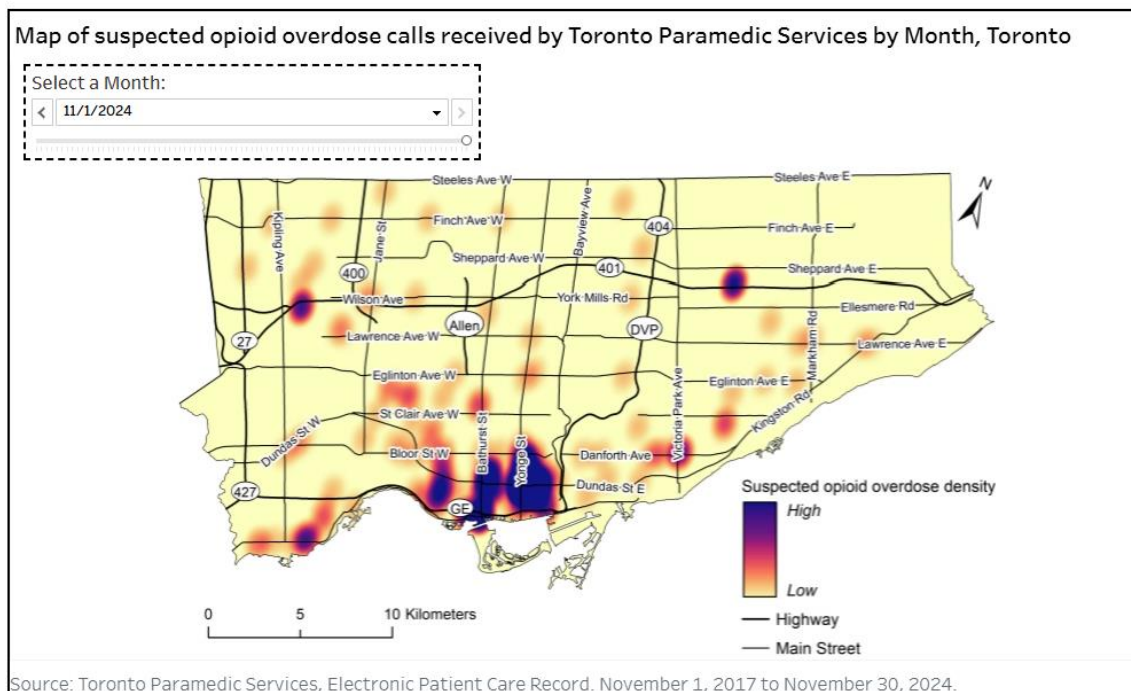 Map of suspected opioid overdose calls received by Toronto Paramedic Services by Month, Toronto
Select a Month:
11/1/2024
Steeles Ave W
Steeles Ave E
N
Kipling Ave
Jane St
Finch Ave W
Bayview Ave
404
Finch Ave E
400
Sheppard Ave W
401
Sheppard Ave E
Wilson Ave
York Mills Rd
Ellesmere Rd
27
Allen
DVP
Lawrence Ave W
Markham Rd
Lawrence Ave E
Eglinton Ave W
Victoria Park Ave
Eglinton Ave E
Kingston Rd
St Clair Ave W
Bathurst St
Yonge St
Dundas St W
Bloor St W
Danforth Ave
427
GE
Dundas St E
Suspected opioid overdose density
High
Low
0 5 10 Kilometers
Highway
Main Street
Source: Toronto Paramedic Services, Electronic Patient Care Record. November 1, 2017 to November 30, 2024.